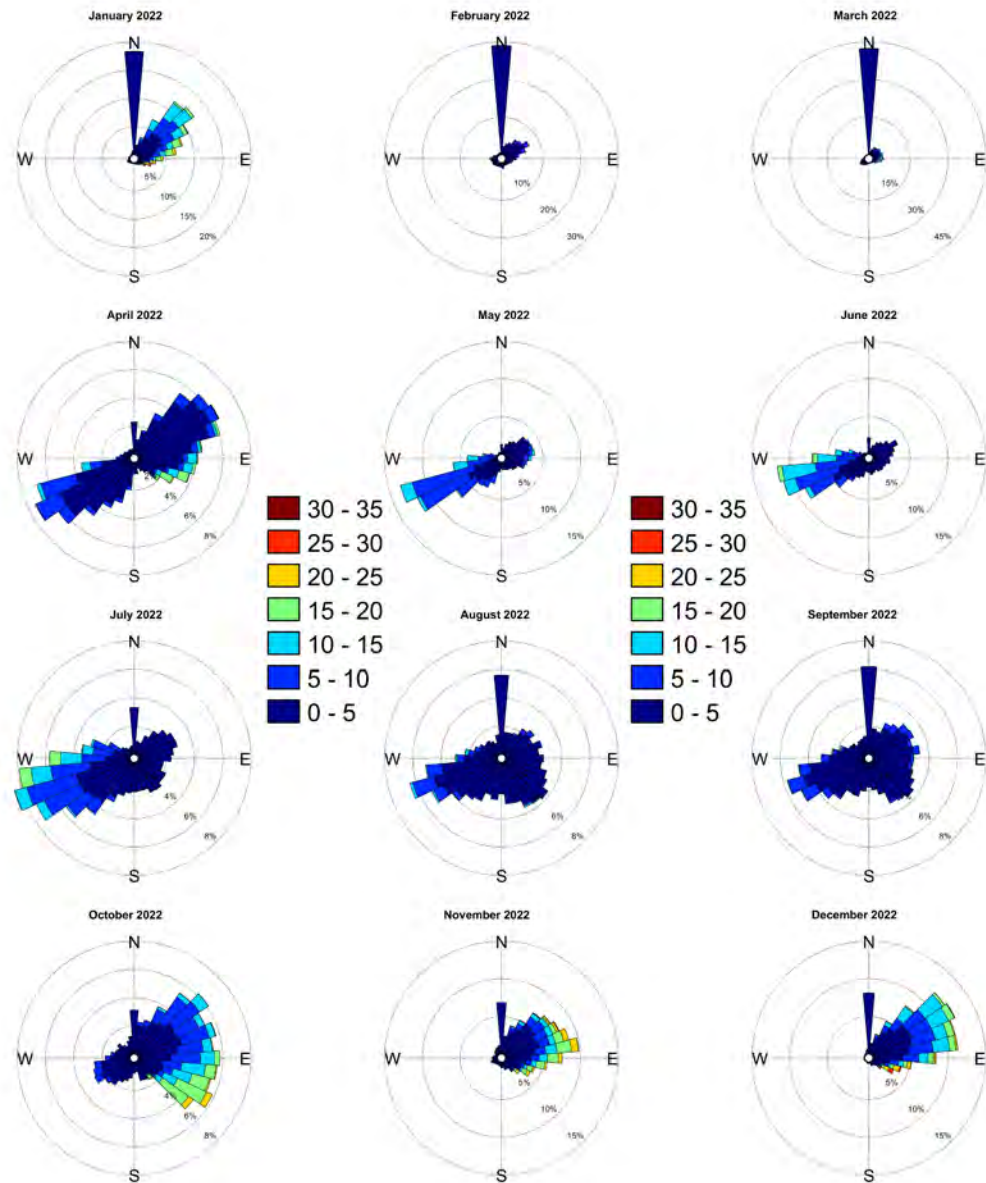 January 2022
N
W
E
S
5%
10%
15%
20%
February 2022
N
W
E
S
10%
20%
30%
March 2022
N
W
E
S
15%
30%
45%
April 2022
N
W
E
S
2%
4%
6%
8%
May 2022
N
W
E
S
5%
10%
15%
June 2022
N
W
E
S
5%
10%
15%
30 - 35
25 - 30
20 - 25
15 - 20
10 - 15
5 - 10
0 - 5
30 - 35
25 - 30
20 - 25
15 - 20
10 - 15
5 - 10
0 - 5
July 2022
N
W
E
S
4%
6%
8%
August 2022
N
W
E
S
6%
8%
September 2022
N
W
E
S
6%
8%
October 2022
N
W
E
S
4%
6%
8%
November 2022
N
W
E
S
5%
10%
15%
December 2022
N
W
E
S
5%
10%
15%